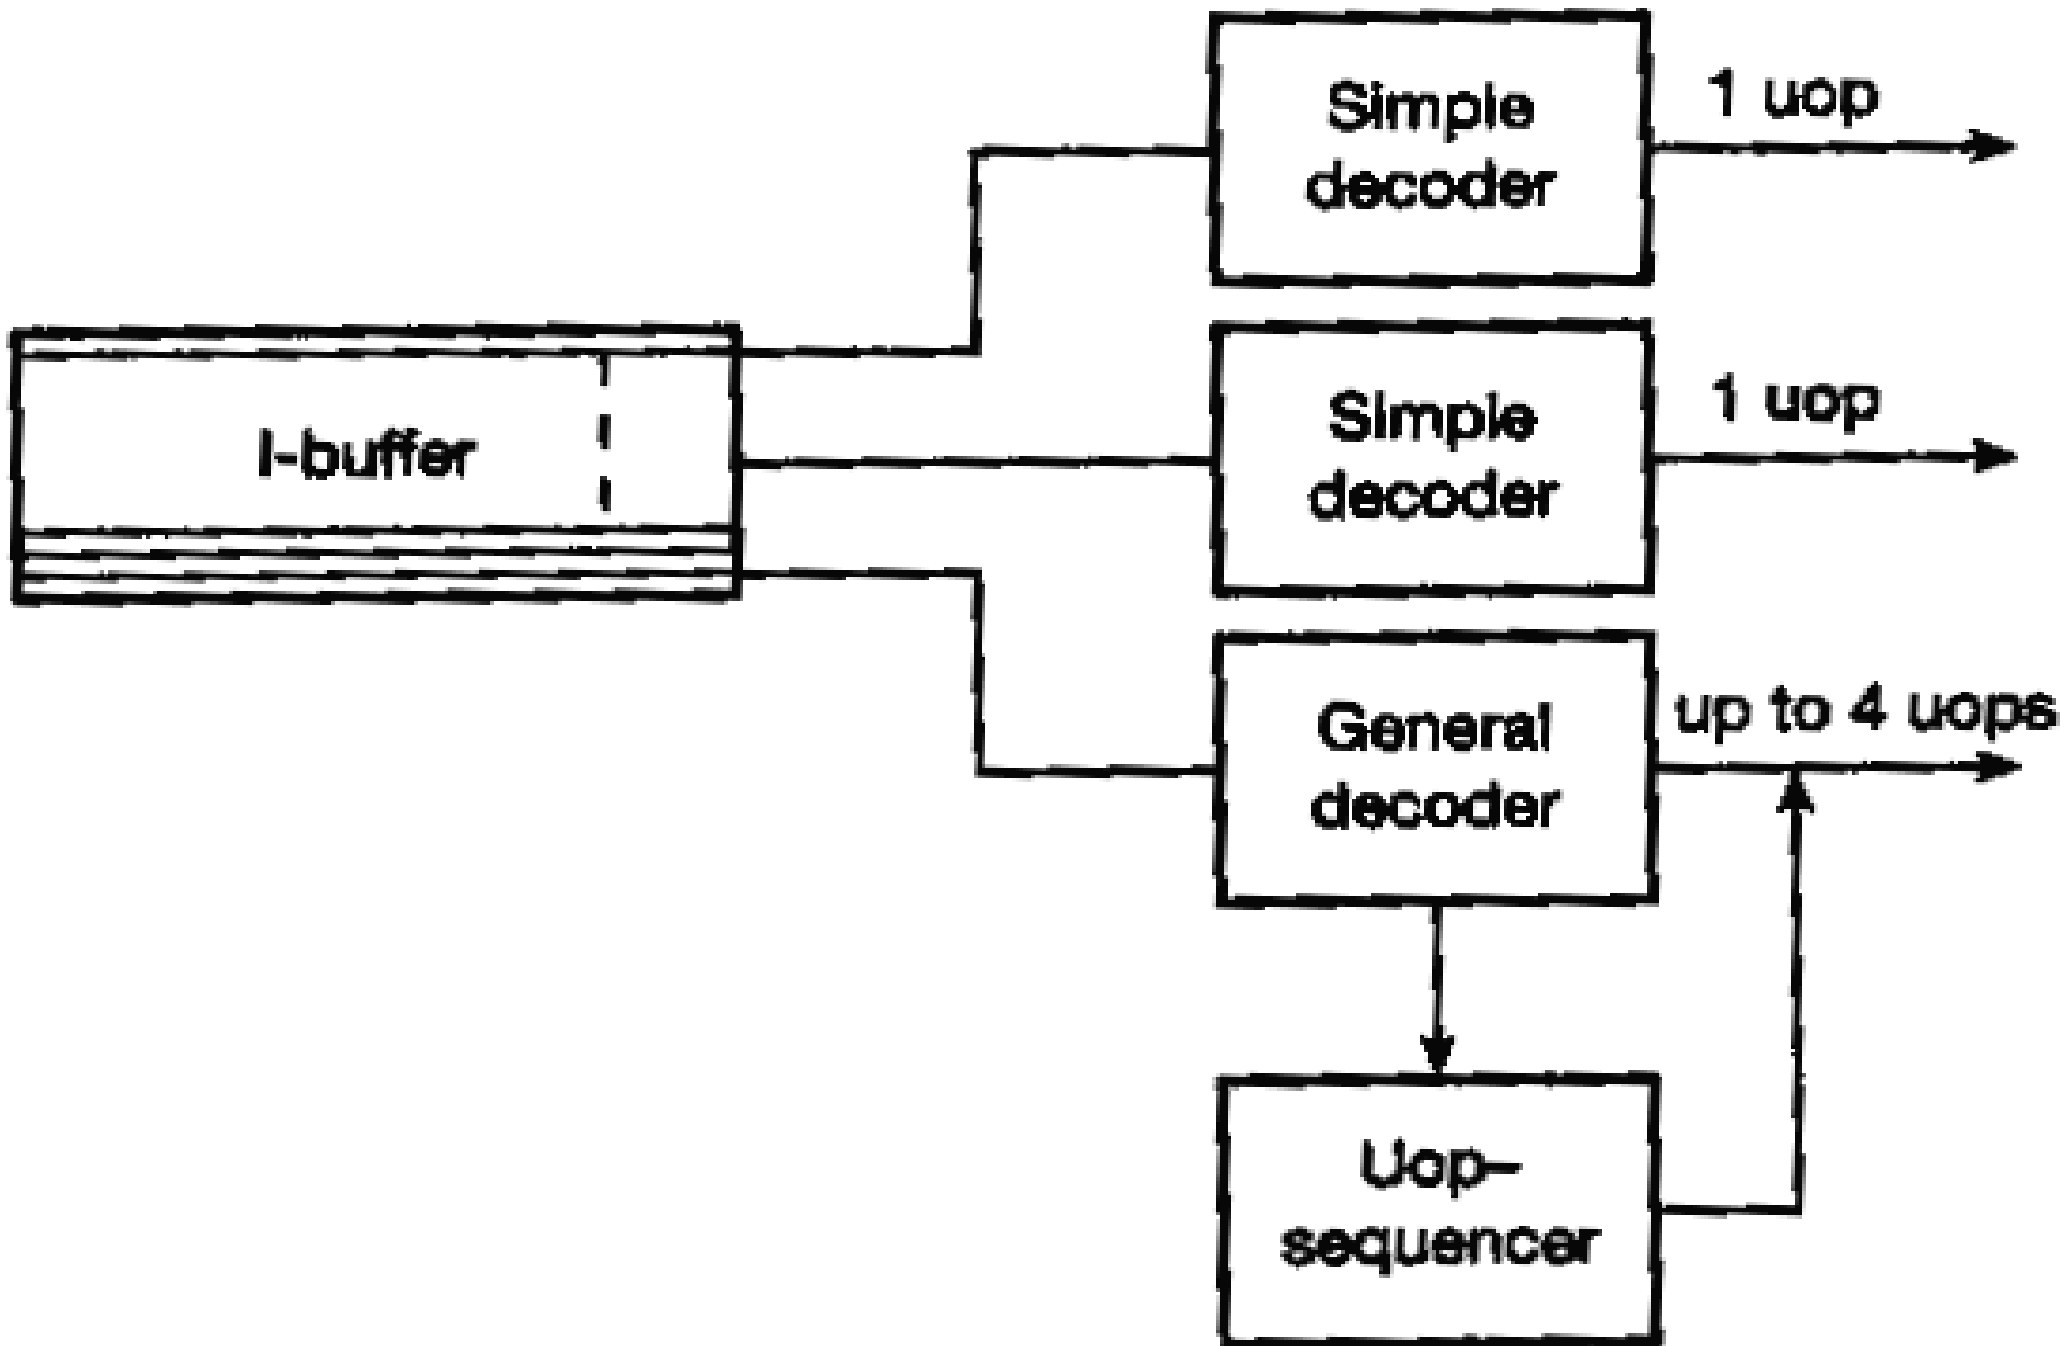 Simple
decoder
1 uop
I-buffer
Simple
decoder
1 uop
General
decoder
up to 4 uops
Uop-
sequencer